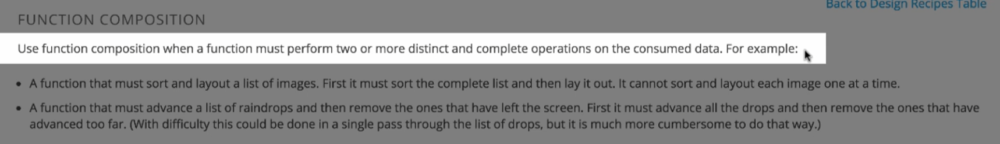 Back to Design Recipes Table
FUNCTION COMPOSITION
Use function composition when a function must perform two or more distinct and complete operations on the consumed data. For example:
• A function that must sort and layout a list of images. First it must sort the complete list and then lay it out. It cannot sort and layout each image one at a time.
• A function that must advance a list of raindrops and then remove the ones that have left the screen. First it must advance all the drops and then remove the ones that have
advanced too far. (With difficulty this could be done in a single pass through the list of drops, but it is much more cumbersome to do that way.)